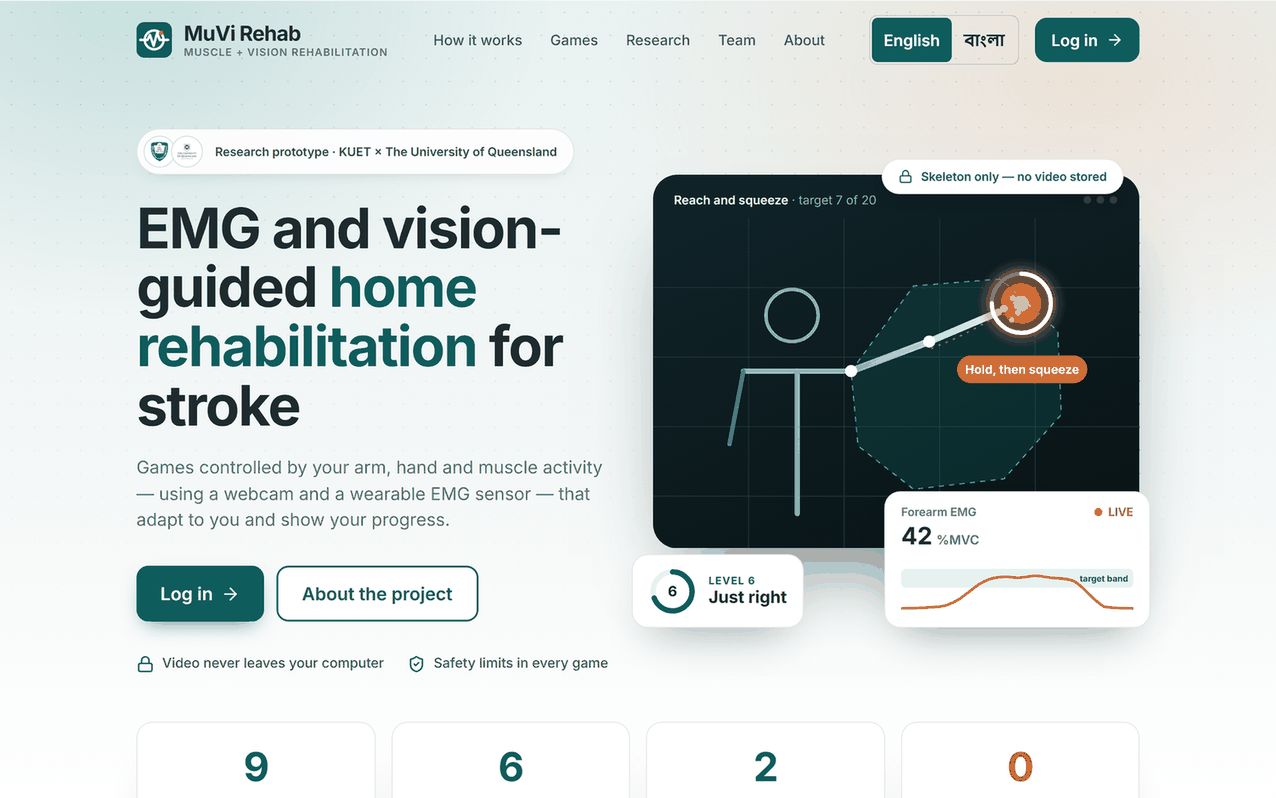 MuVi Rehab
MUSCLE + VISION REHABILITATION
How it works
Games
Research
Team
About
English
বাংলা
Log in →
Research prototype · KUET × The University of Queensland
EMG and vision-
guided home
rehabilitation for
stroke
Games controlled by your arm, hand and muscle activity
— using a webcam and a wearable EMG sensor — that
adapt to you and show your progress.
Log in →
About the project
Video never leaves your computer
Safety limits in every game
Skeleton only — no video stored
Reach and squeeze · target 7 of 20
Hold, then squeeze
Forearm EMG
LIVE
42 %MVC
target band
6
LEVEL 6
Just right
9
6
2
0